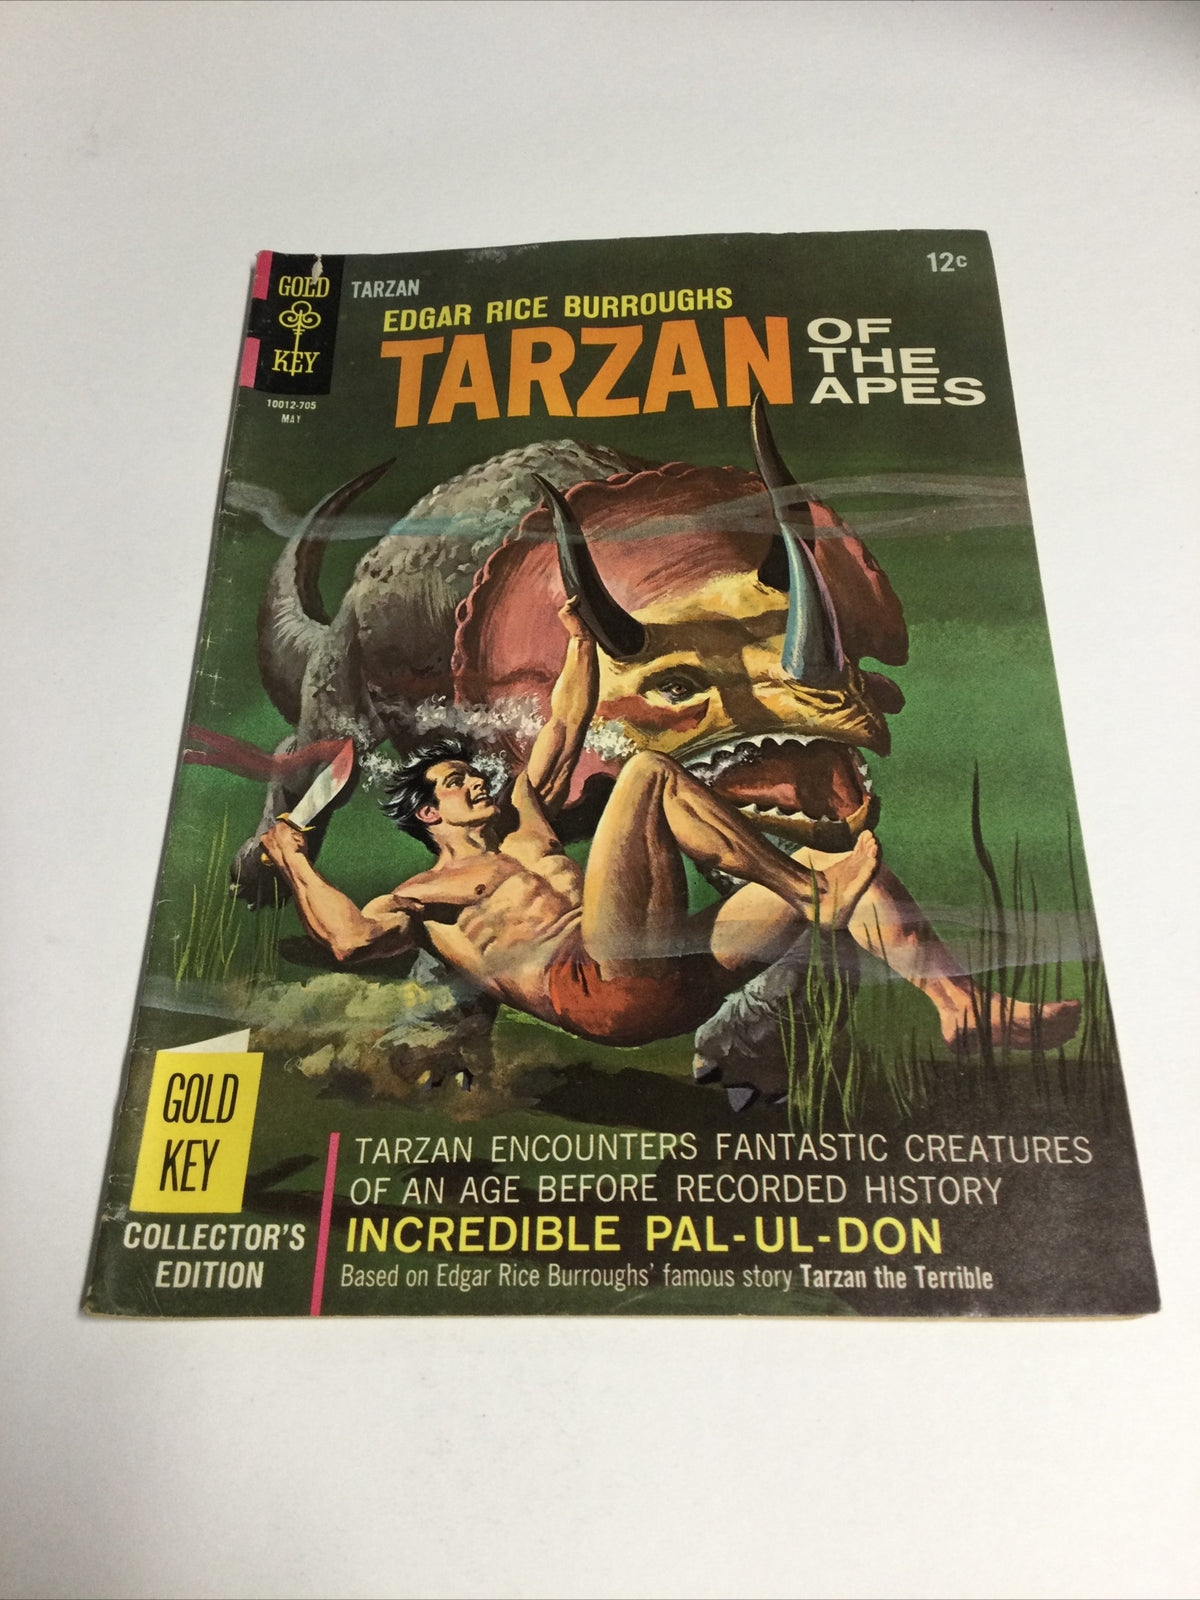 GOLD
KEY
TARZAN
12c
EDGAR RICE BURROUGHS
TARZAN
OF
THE
APES
10012-705
MAY
GOLD
KEY
COLLECTOR'S
EDITION
TARZAN ENCOUNTERS FANTASTIC CREATURES
OF AN AGE BEFORE RECORDED HISTORY
INCREDIBLE PAL-UL-DON
Based on Edgar Rice Burroughs' famous story Tarzan the Terrible